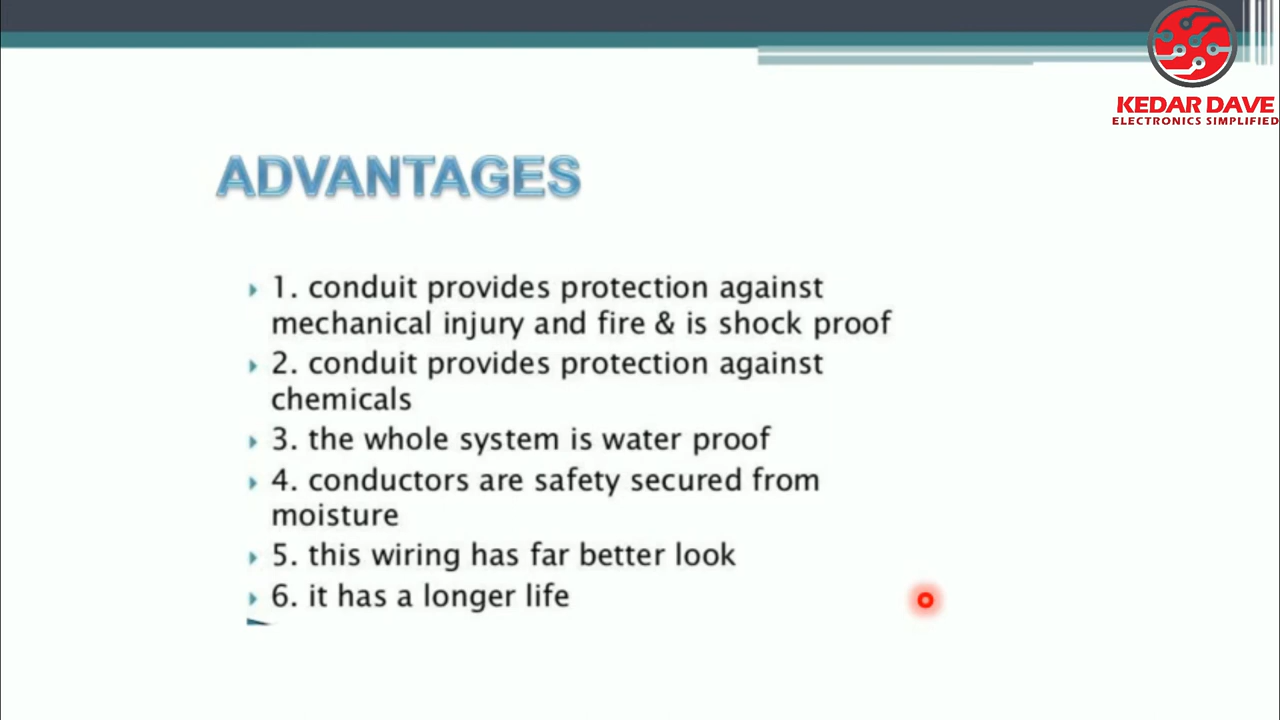 KEDAR DAVE
ELECTRONICS SIMPLIFIED
ADVANTAGES
1. conduit provides protection against
mechanical injury and fire & is shock proof
2. conduit provides protection against
chemicals
3. the whole system is water proof
4. conductors are safety secured from
moisture
5. this wiring has far better look
6. it has a longer life